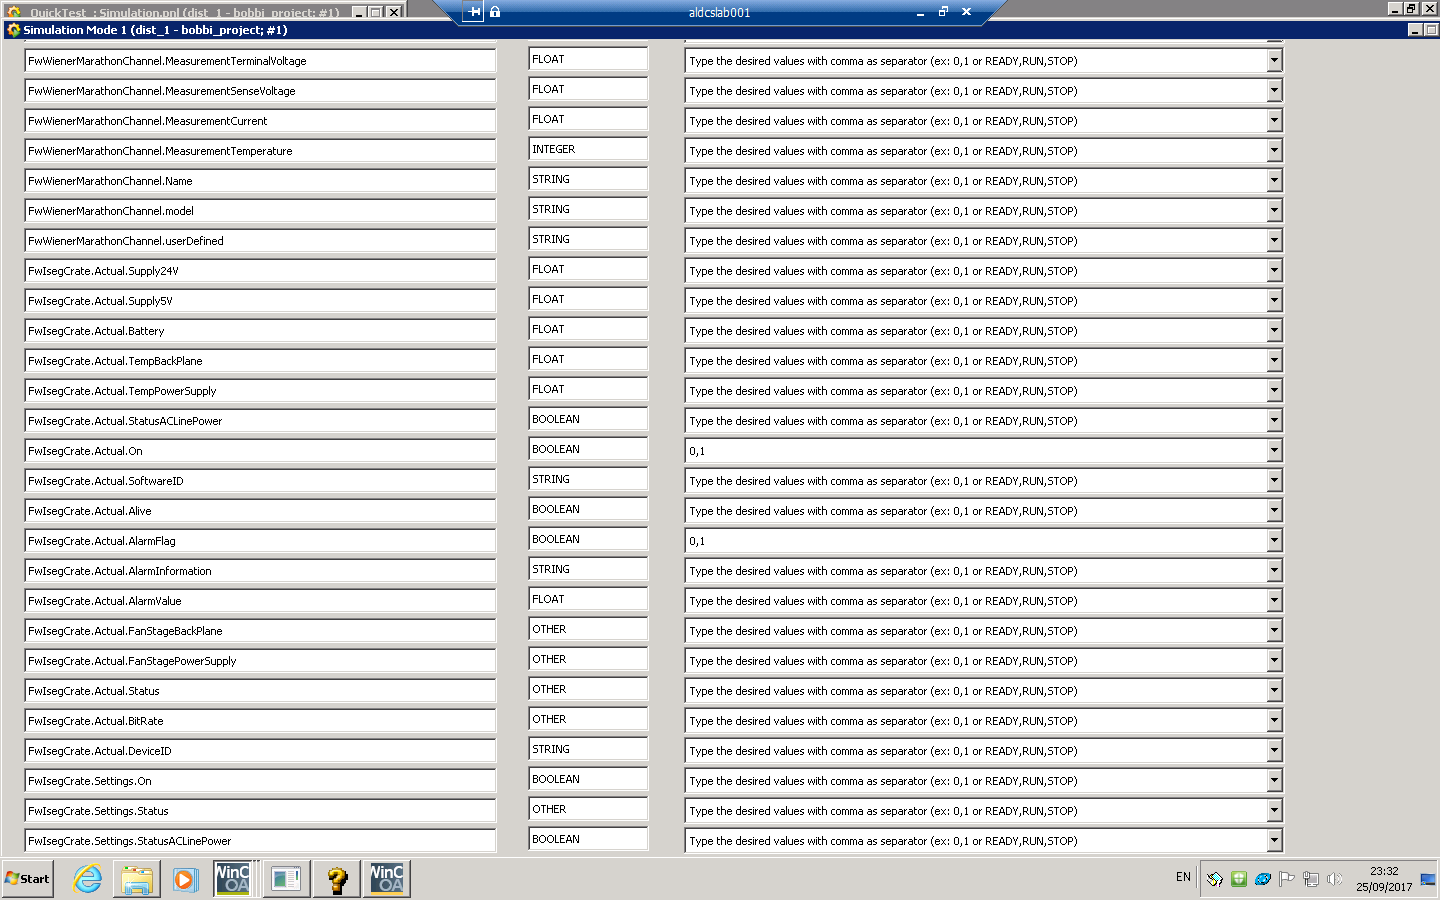 QuickTest : Simulation.pnl (dist_1 - bobbi_project; #1)
aldcslab001
Simulation Mode 1 (dist_1 - bobbi_project; #1)
FwWienerMarathonChannel.MeasurementTerminalVoltage FLOAT Type the desired values with comma as separator (ex: 0,1 or READY,RUN,STOP)
FwWienerMarathonChannel.MeasurementSenseVoltage FLOAT Type the desired values with comma as separator (ex: 0,1 or READY,RUN,STOP)
FwWienerMarathonChannel.MeasurementCurrent FLOAT Type the desired values with comma as separator (ex: 0,1 or READY,RUN,STOP)
FwWienerMarathonChannel.MeasurementTemperature INTEGER Type the desired values with comma as separator (ex: 0,1 or READY,RUN,STOP)
FwWienerMarathonChannel.Name STRING Type the desired values with comma as separator (ex: 0,1 or READY,RUN,STOP)
FwWienerMarathonChannel.model STRING Type the desired values with comma as separator (ex: 0,1 or READY,RUN,STOP)
FwWienerMarathonChannel.userDefined STRING Type the desired values with comma as separator (ex: 0,1 or READY,RUN,STOP)
FwIsegCrate.Actual.Supply24V FLOAT Type the desired values with comma as separator (ex: 0,1 or READY,RUN,STOP)
FwIsegCrate.Actual.Supply5V FLOAT Type the desired values with comma as separator (ex: 0,1 or READY,RUN,STOP)
FwIsegCrate.Actual.Battery FLOAT Type the desired values with comma as separator (ex: 0,1 or READY,RUN,STOP)
FwIsegCrate.Actual.TempBackPlane FLOAT Type the desired values with comma as separator (ex: 0,1 or READY,RUN,STOP)
FwIsegCrate.Actual.TempPowerSupply FLOAT Type the desired values with comma as separator (ex: 0,1 or READY,RUN,STOP)
FwIsegCrate.Actual.StatusACLinePower BOOLEAN Type the desired values with comma as separator (ex: 0,1 or READY,RUN,STOP)
FwIsegCrate.Actual.On BOOLEAN 0,1
FwIsegCrate.Actual.SoftwareID STRING Type the desired values with comma as separator (ex: 0,1 or READY,RUN,STOP)
FwIsegCrate.Actual.Alive BOOLEAN Type the desired values with comma as separator (ex: 0,1 or READY,RUN,STOP)
FwIsegCrate.Actual.AlarmFlag BOOLEAN 0,1
FwIsegCrate.Actual.AlarmInformation STRING Type the desired values with comma as separator (ex: 0,1 or READY,RUN,STOP)
FwIsegCrate.Actual.AlarmValue FLOAT Type the desired values with comma as separator (ex: 0,1 or READY,RUN,STOP)
FwIsegCrate.Actual.FanStageBackPlane OTHER Type the desired values with comma as separator (ex: 0,1 or READY,RUN,STOP)
FwIsegCrate.Actual.FanStagePowerSupply OTHER Type the desired values with comma as separator (ex: 0,1 or READY,RUN,STOP)
FwIsegCrate.Actual.Status OTHER Type the desired values with comma as separator (ex: 0,1 or READY,RUN,STOP)
FwIsegCrate.Actual.BitRate OTHER Type the desired values with comma as separator (ex: 0,1 or READY,RUN,STOP)
FwIsegCrate.Actual.DeviceID STRING Type the desired values with comma as separator (ex: 0,1 or READY,RUN,STOP)
FwIsegCrate.Settings.On BOOLEAN Type the desired values with comma as separator (ex: 0,1 or READY,RUN,STOP)
FwIsegCrate.Settings.Status OTHER Type the desired values with comma as separator (ex: 0,1 or READY,RUN,STOP)
FwIsegCrate.Settings.StatusACLinePower BOOLEAN Type the desired values with comma as separator (ex: 0,1 or READY,RUN,STOP)
Start
WinCC OA
WinCC OA
EN
23:32
25/09/2017